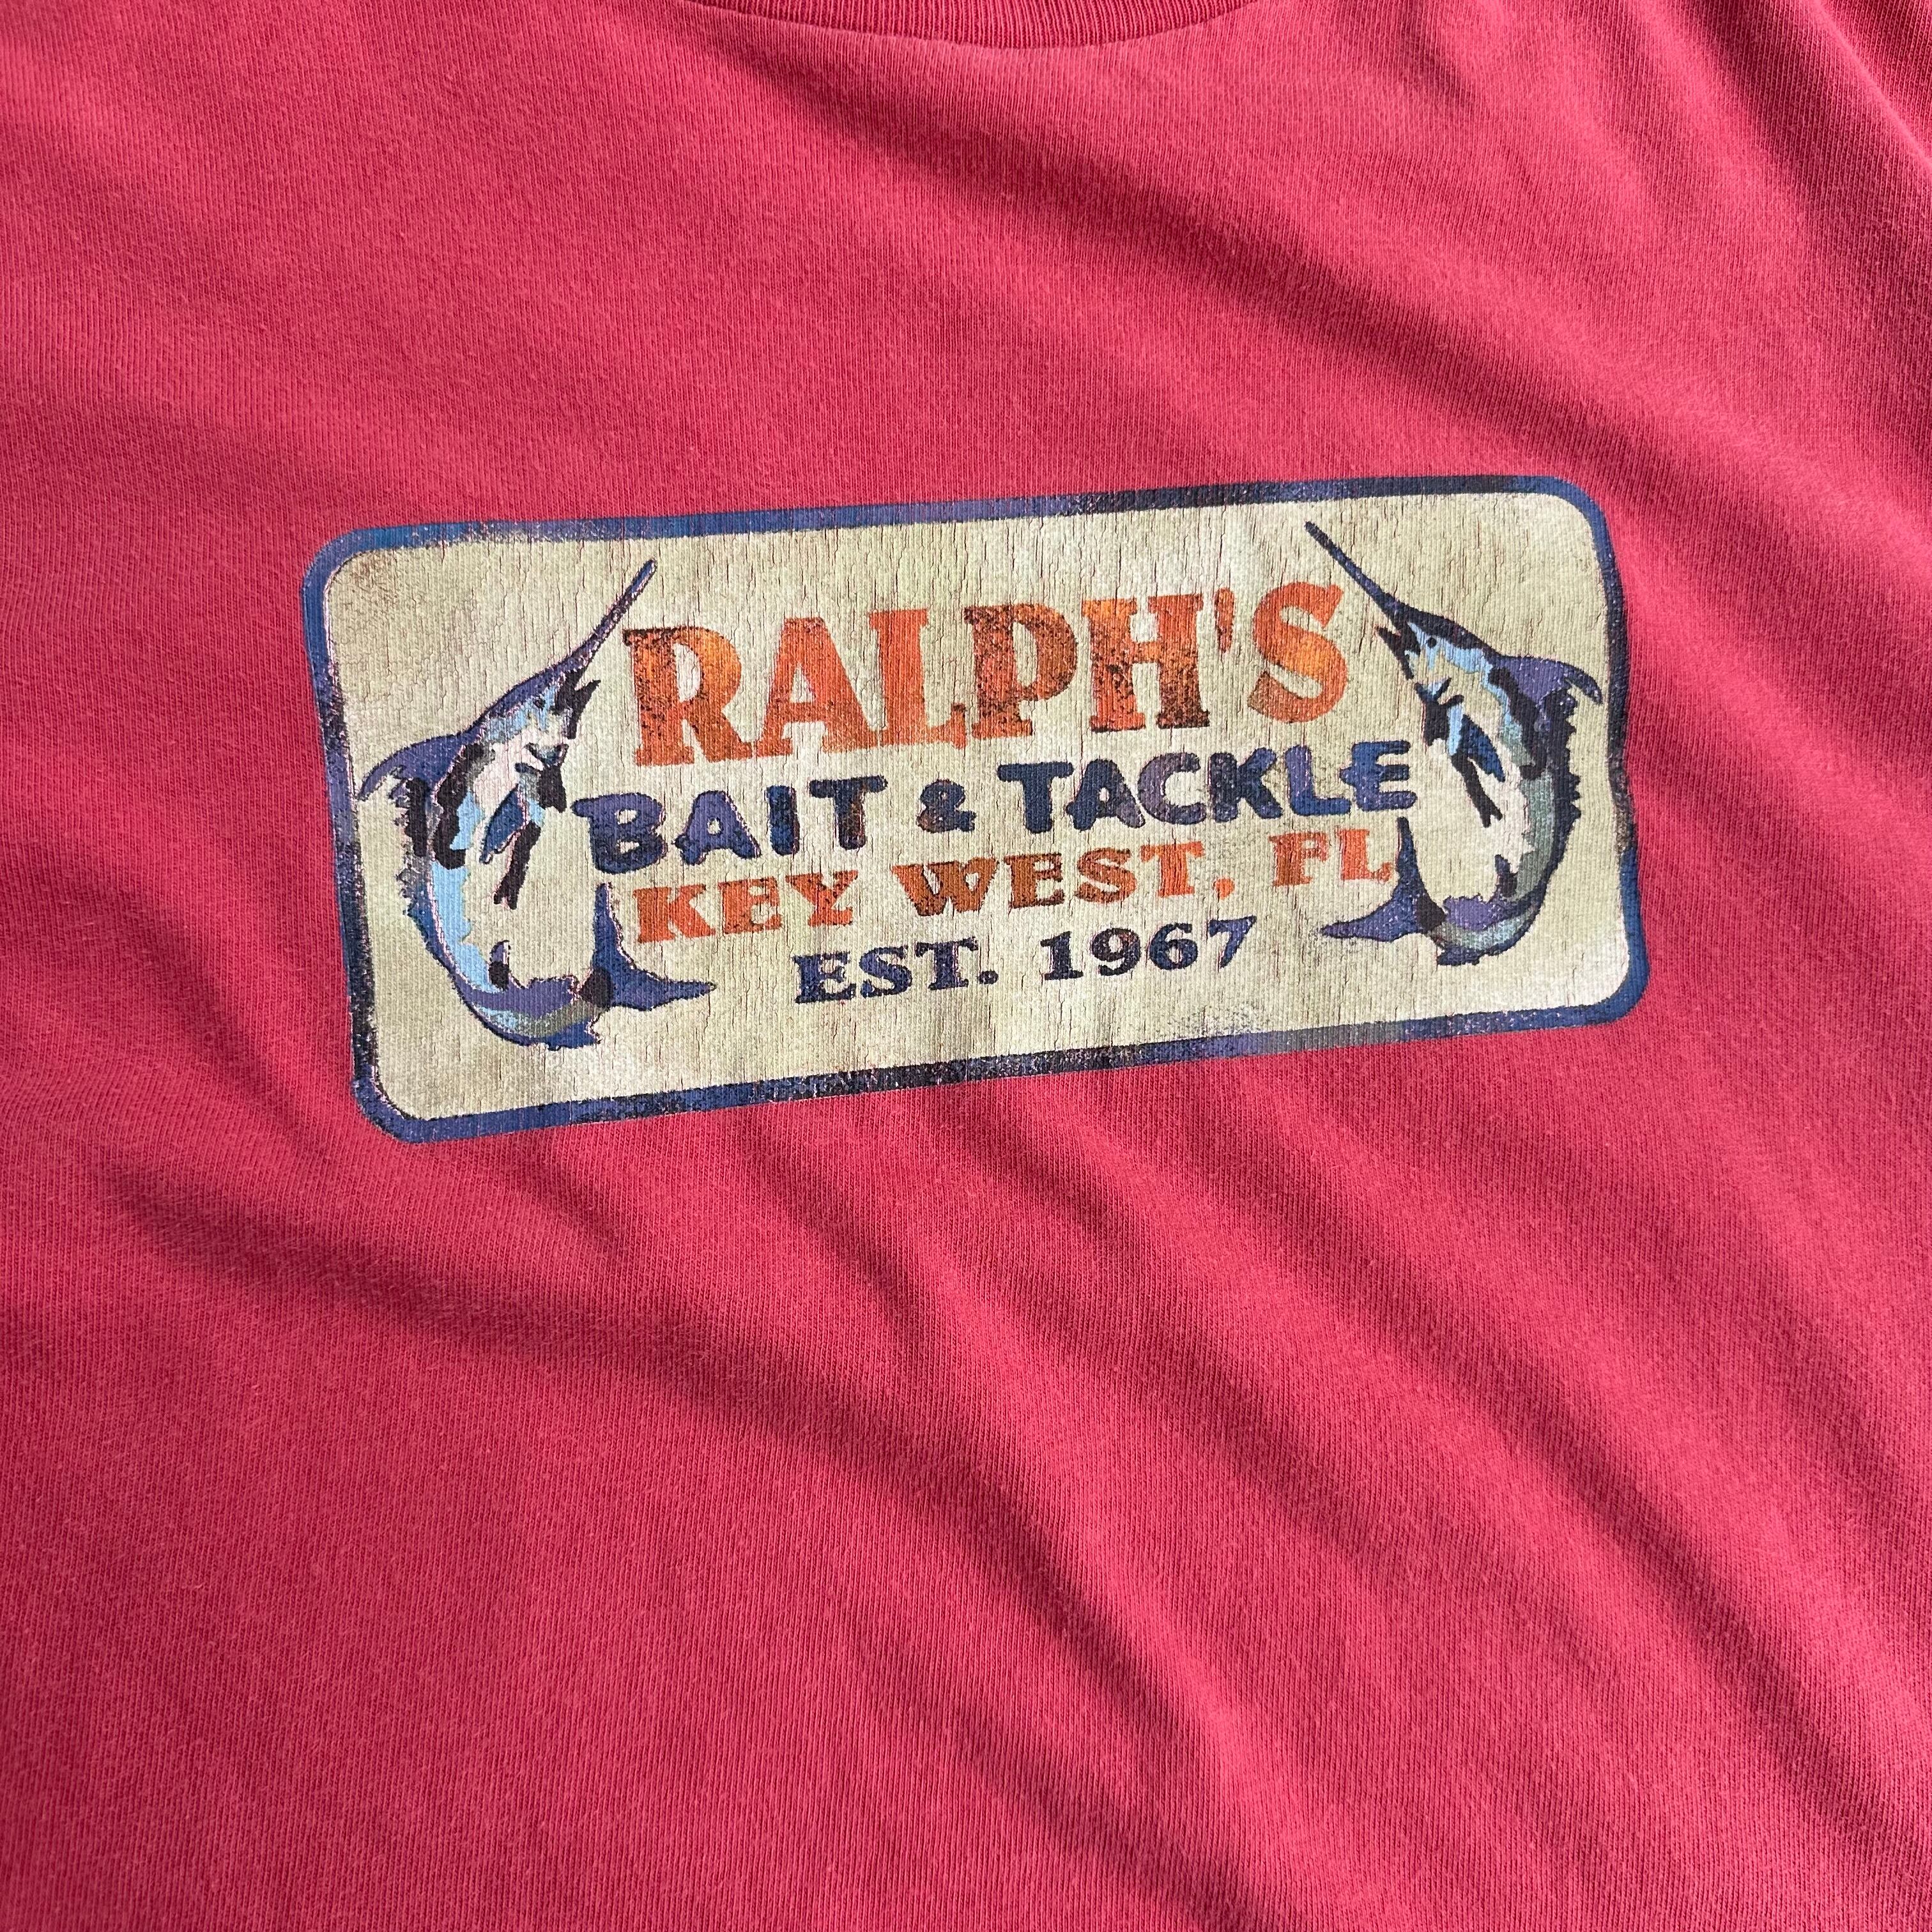 RALPH'S
BAIT & TACKLE
KEY WEST, FL
EST. 1967